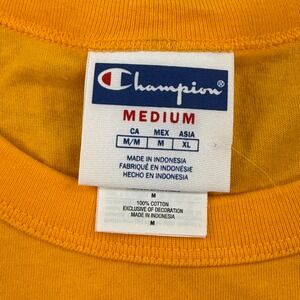 Champion®
MEDIUM
CA MEX ASIA
M/M M XL
MADE IN INDONESIA
FABRIQUÉ EN INDONÉSIE
HECHO EN INDONESIA
M
100% COTTON
EXCLUSIVE OF DECORATION
MADE IN INDONESIA
M